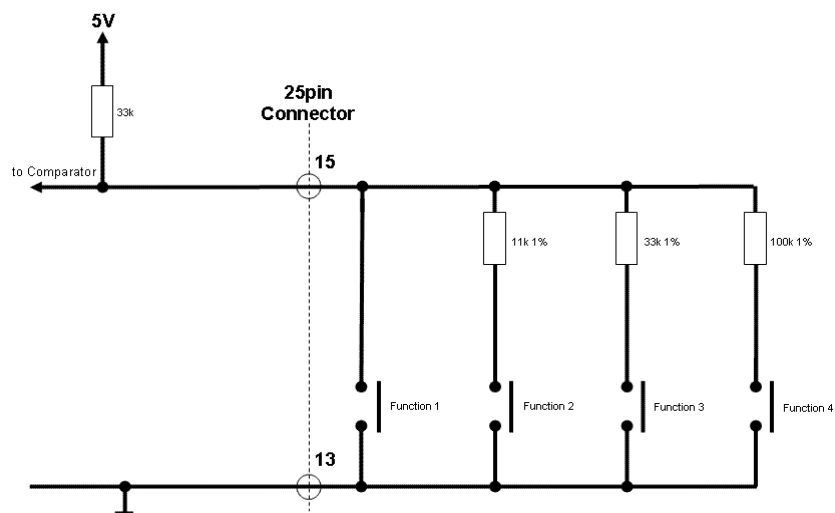 5V
33k
25pin
Connector
to Comparator
15
11k 1%
33k 1%
100k 1%
Function 1
Function 2
Function 3
Function 4
13